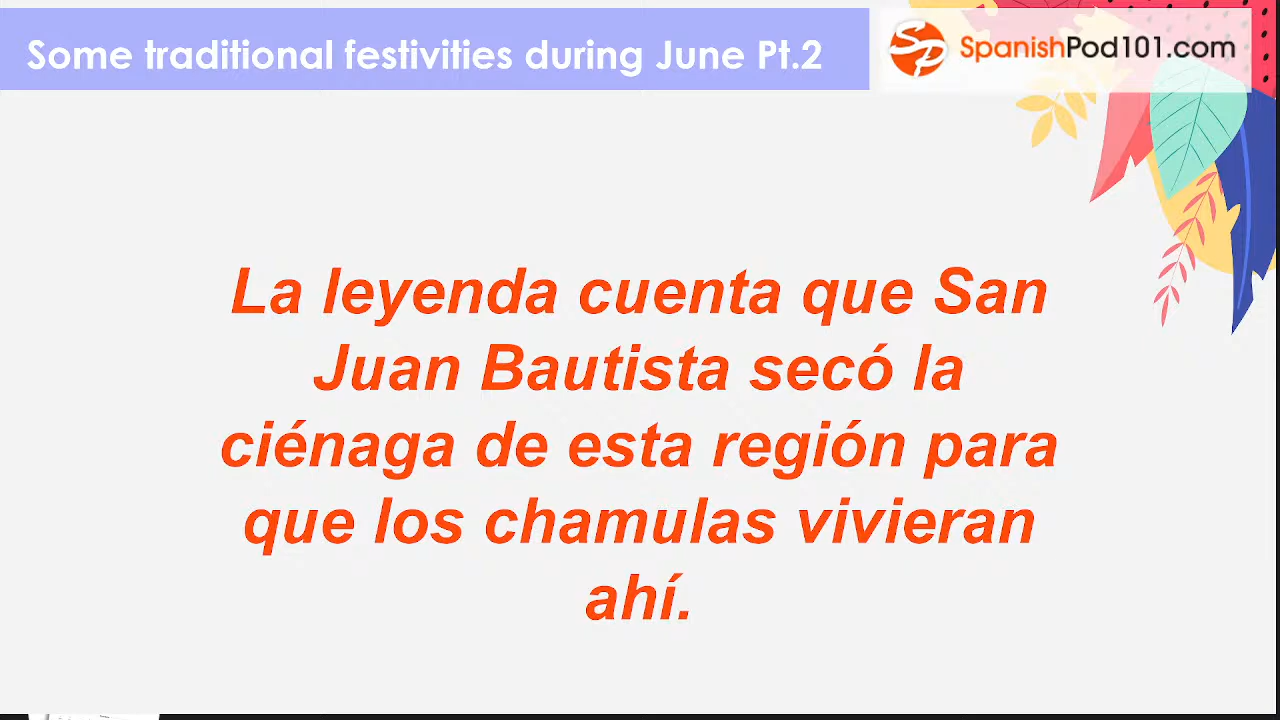 Some traditional festivities during June Pt.2
SP SpanishPod101.com
La leyenda cuenta que San
Juan Bautista secó la
ciénaga de esta región para
que los chamulas vivieran
ahí.